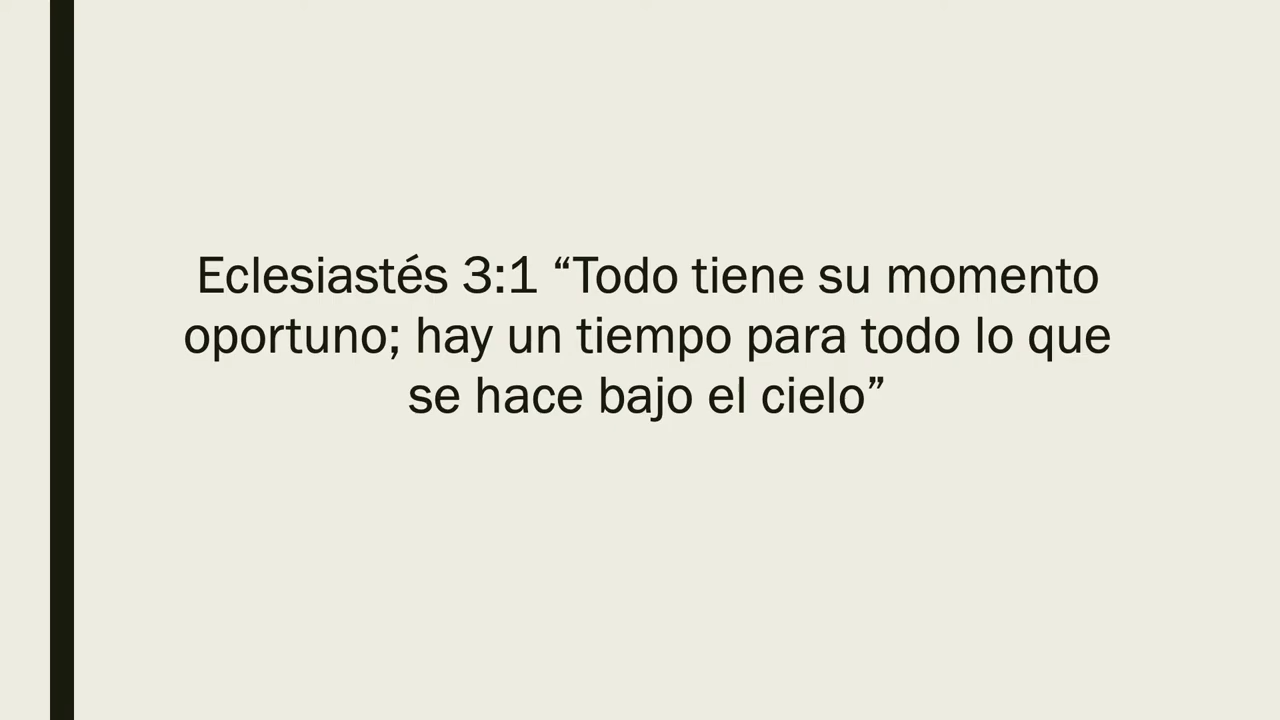 Eclesiastés 3:1 “Todo tiene su momento
oportuno; hay un tiempo para todo lo que
se hace bajo el cielo”